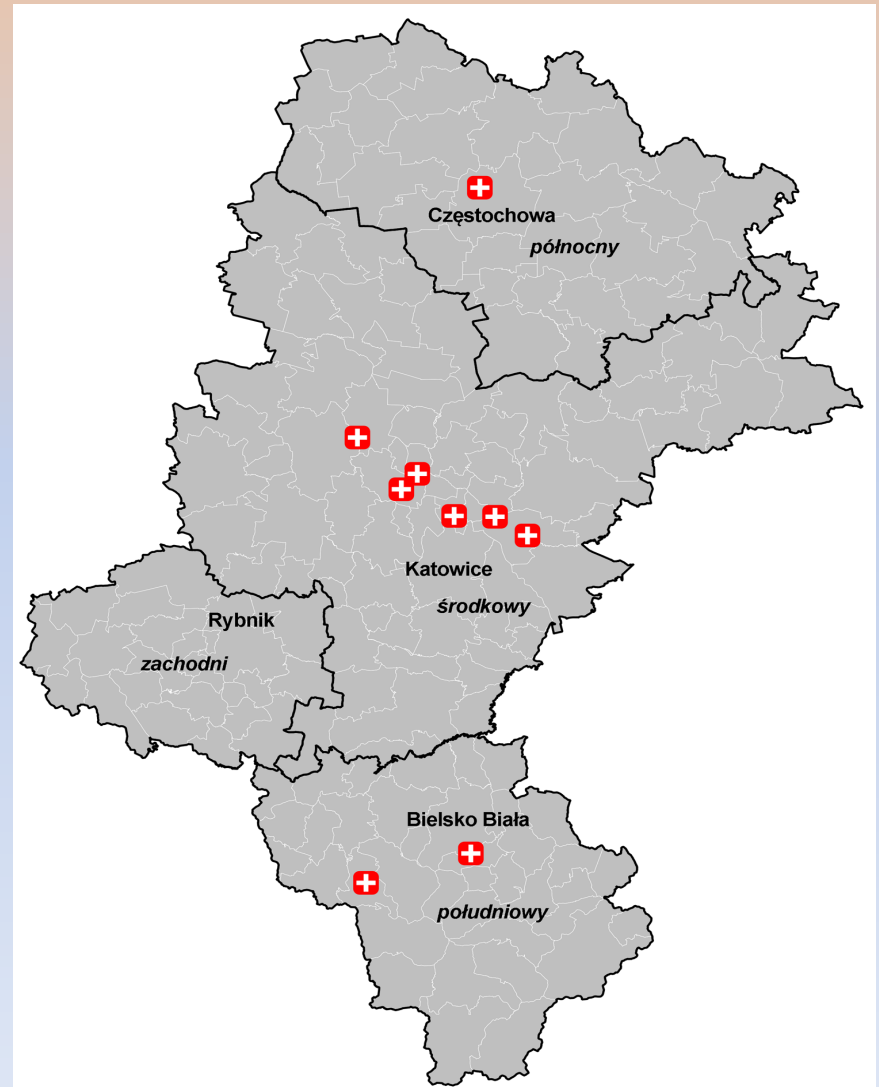 Częstochowa
północny
Katowice
środkowy
Rybnik
zachodni
Bielsko Biała
południowy